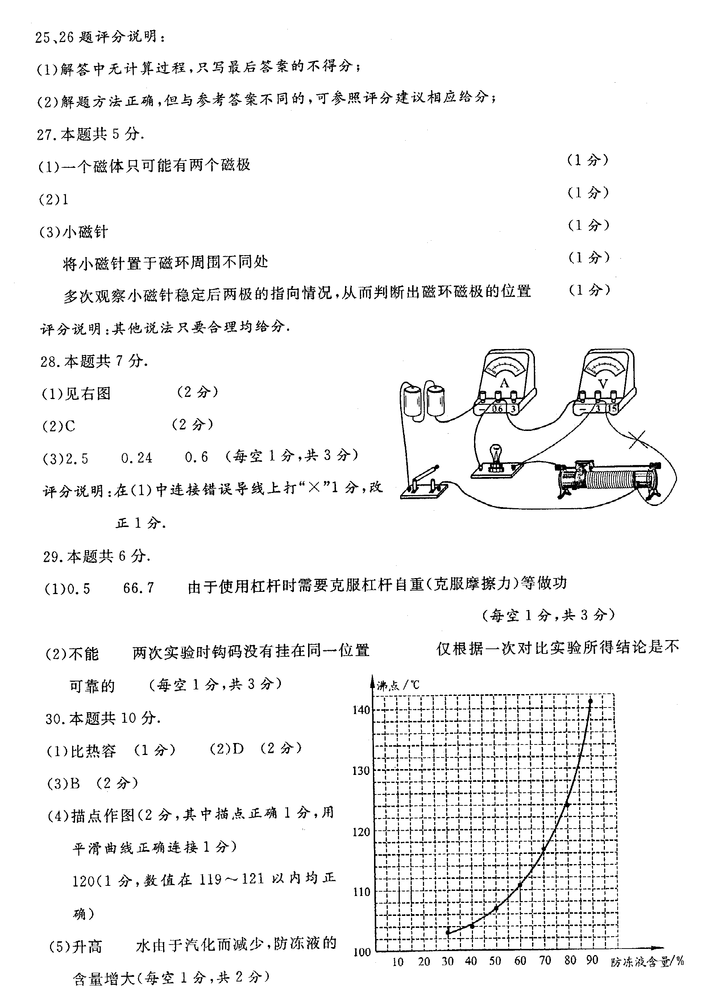 25、26 题评分说明：
(1)解答中无计算过程,只写最后答案的不得分；
(2)解题方法正确,但与参考答案不同的,可参照评分建议相应给分；
27. 本题共 5 分.
(1)一个磁体只可能有两个磁极 (1 分)
(2)1 (1 分)
(3)小磁针 (1 分)
将小磁针置于磁环周围不同处 (1 分)
多次观察小磁针稳定后两极的指向情况,从而判断出磁环磁极的位置 (1 分)
评分说明:其他说法只要合理均给分.
28. 本题共 7 分.
(1)见右图 (2 分)
(2)C (2 分)
(3)2.5 0.24 0.6 (每空 1 分,共 3 分)
评分说明:在(1)中连接错误导线上打“×”1 分,改
正 1 分.
A
- 0.6 3
V
- 3 15
29. 本题共 6 分.
(1)0.5 66.7 由于使用杠杆时需要克服杠杆自重(克服摩擦力)等做功
(每空 1 分,共 3 分)
(2)不能 两次实验时钩码没有挂在同一位置 仅根据一次对比实验所得结论是不
可靠的 (每空 1 分,共 3 分)
30. 本题共 10 分.
(1)比热容 (1 分) (2)D (2 分)
(3)B (2 分)
(4)描点作图(2 分,其中描点正确 1 分,用
平滑曲线正确连接 1 分)
120(1 分,数值在 119～121 以内均正
确)
(5)升高 水由于汽化而减少,防冻液的
含量增大(每空 1 分,共 2 分)
沸点/℃
140
130
120
110
100
10 20 30 40 50 60 70 80 90 防冻液含量/%